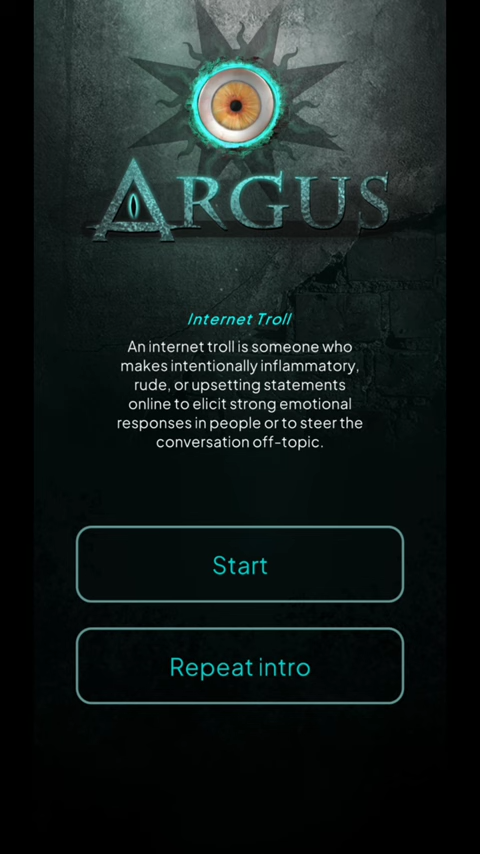 ARGUS
Internet Troll
An internet troll is someone who
makes intentionally inflammatory,
rude, or upsetting statements
online to elicit strong emotional
responses in people or to steer the
conversation off-topic.
Start
Repeat intro